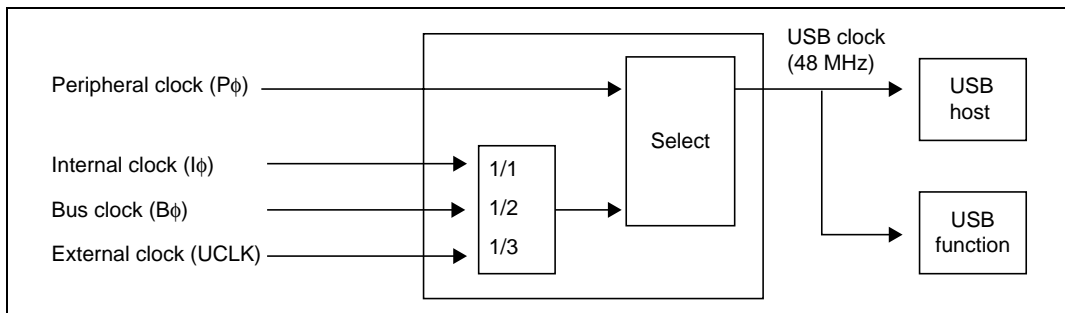 USB clock
(48 MHz)
Peripheral clock (Pϕ)
USB
host
Select
Internal clock (Iϕ)
1/1
Bus clock (Bϕ)
1/2
External clock (UCLK)
1/3
USB
function